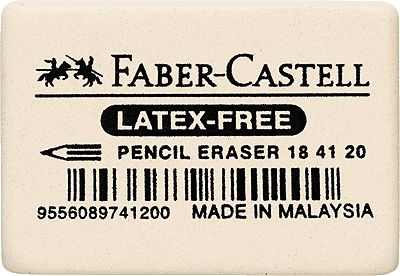 FABER-CASTELL
LATEX-FREE
PENCIL ERASER 18 41 20
9556089741200 MADE IN MALAYSIA